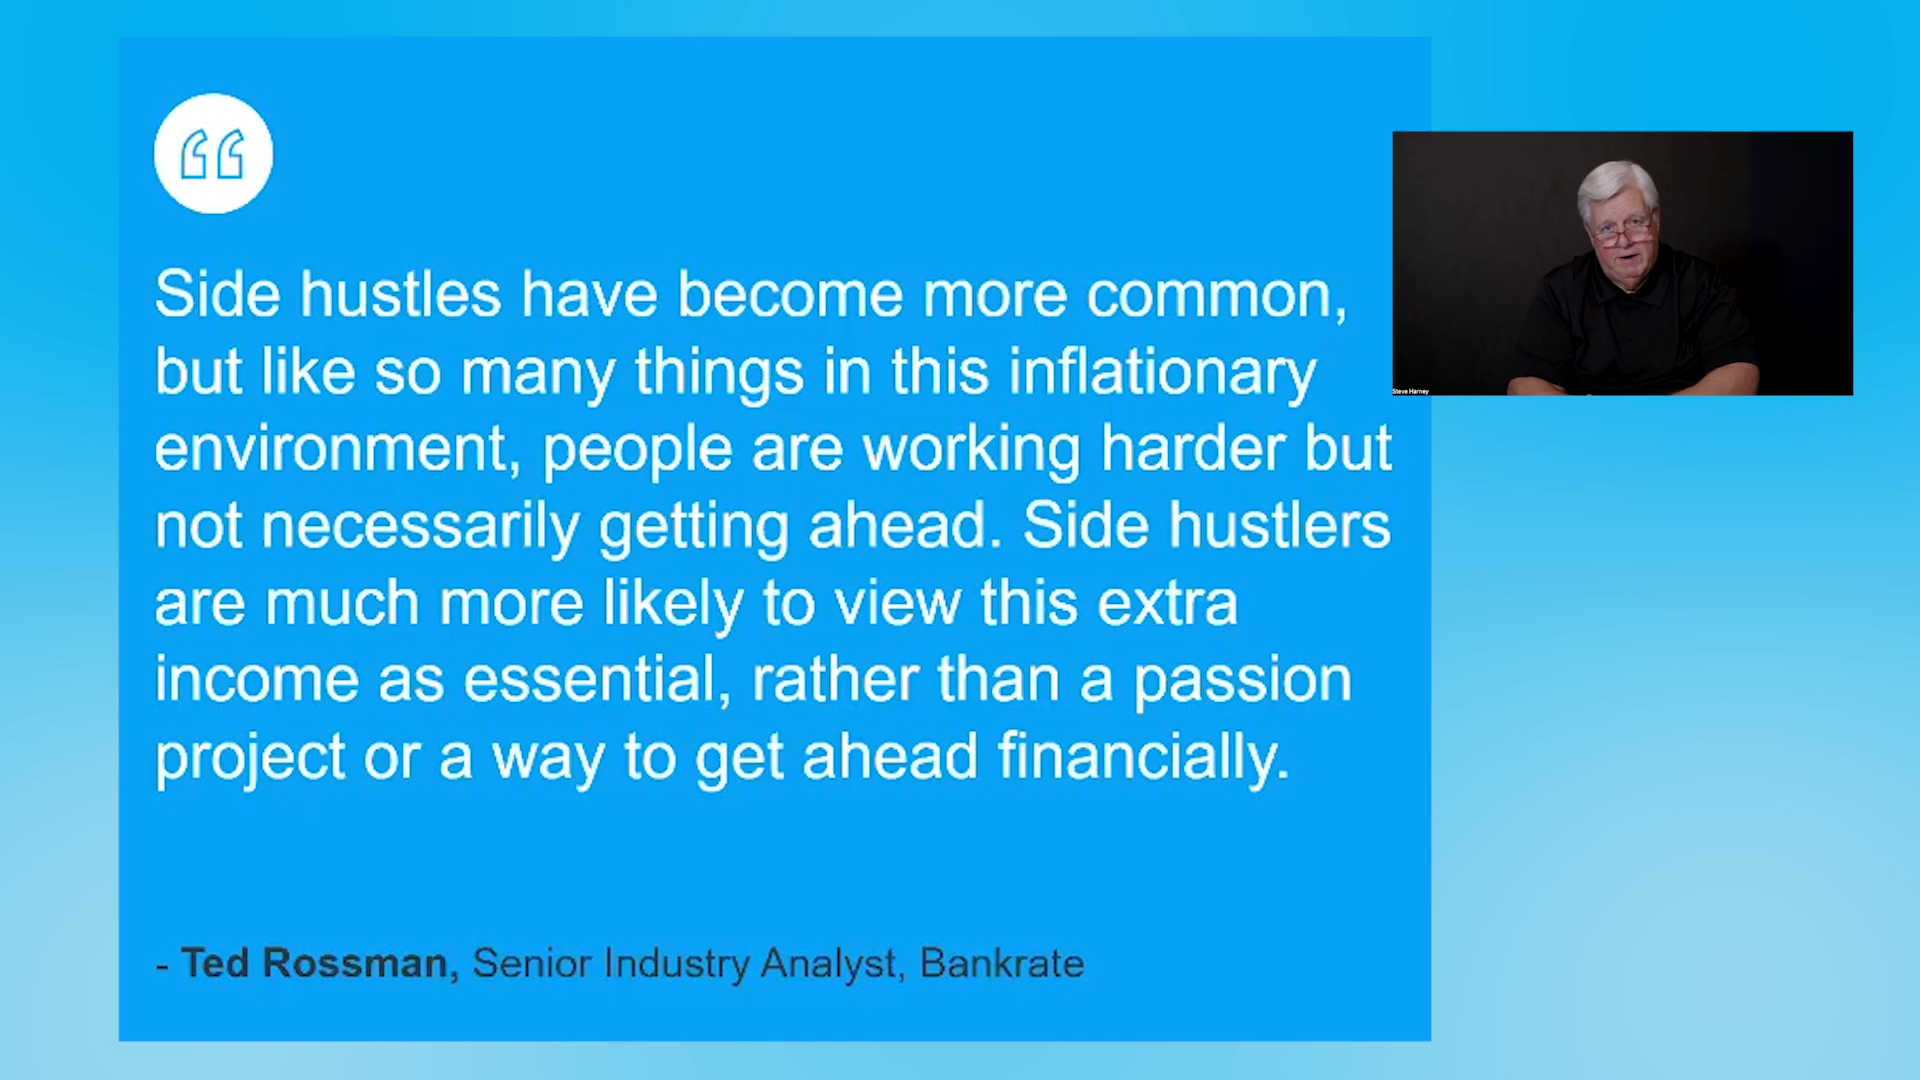 Side hustles have become more common,
but like so many things in this inflationary
environment, people are working harder but
not necessarily getting ahead. Side hustlers
are much more likely to view this extra
income as essential, rather than a passion
project or a way to get ahead financially.
- Ted Rossman, Senior Industry Analyst, Bankrate
Steve Harney